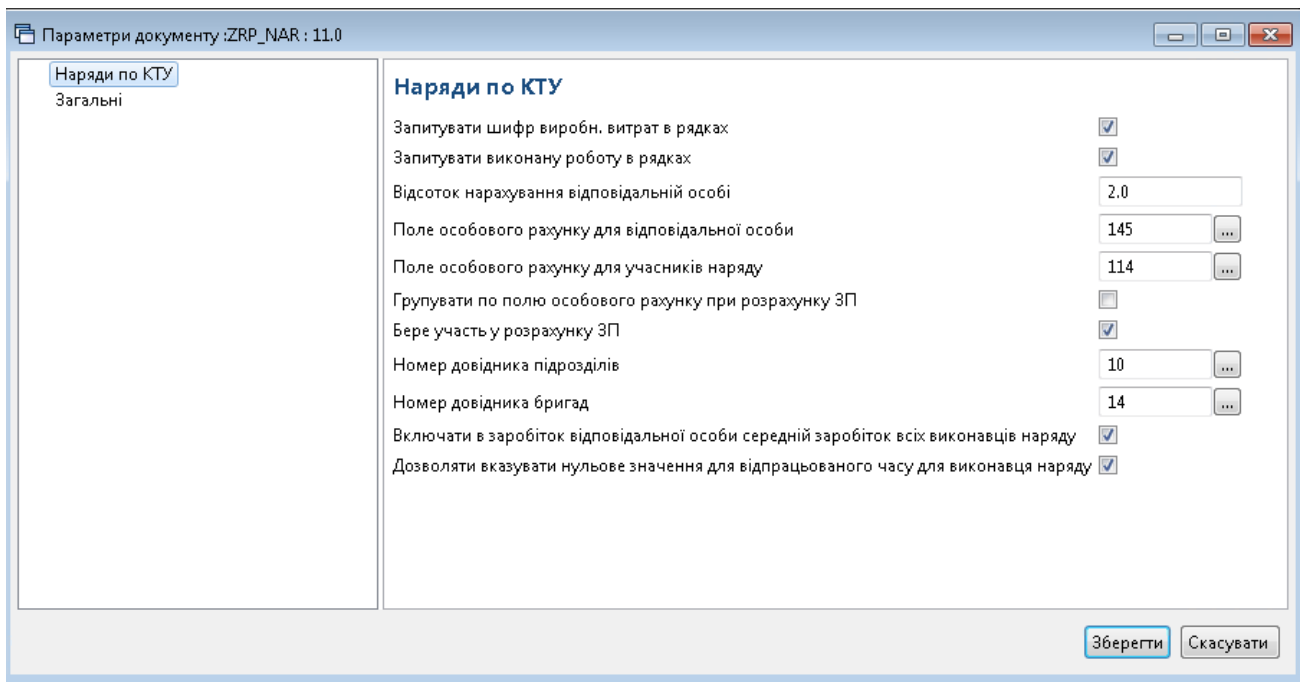 Параметри документу :ZRP_NAR : 11.0
Наряди по КТУ
Загальні
Наряди по КТУ
Запитувати шифр виробн. витрат в рядках
Запитувати виконану роботу в рядках
Відсоток нарахування відповідальній особі 2.0
Поле особового рахунку для відповідальної особи 145 ...
Поле особового рахунку для учасників наряду 114 ...
Групувати по полю особового рахунку при розрахунку ЗП
Бере участь у розрахунку ЗП
Номер довідника підрозділів 10 ...
Номер довідника бригад 14 ...
Включати в заробіток відповідальної особи середній заробіток всіх виконавців наряду
Дозволяти вказувати нульове значення для відпрацьованого часу для виконавця наряду
Зберегти Скасувати